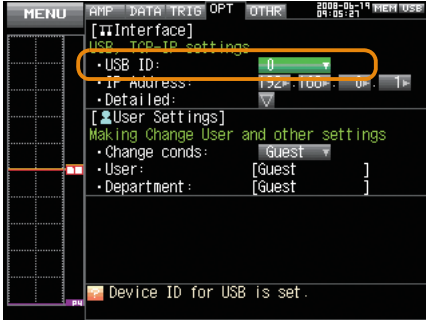 MENU AMP DATA TRIG OPT OTHR 2008-06-19 MEM USE
09:05:27
[Interface]
USB, TCP-IP settings
・USB ID: 0
・IP Address: 192. 168. 0. 1
・Detailed:
[User Settings]
Making Change User and other settings
・Change conds: Guest
・User: [Guest ]
・Department: [Guest ]
Device ID for USB is set.
P4